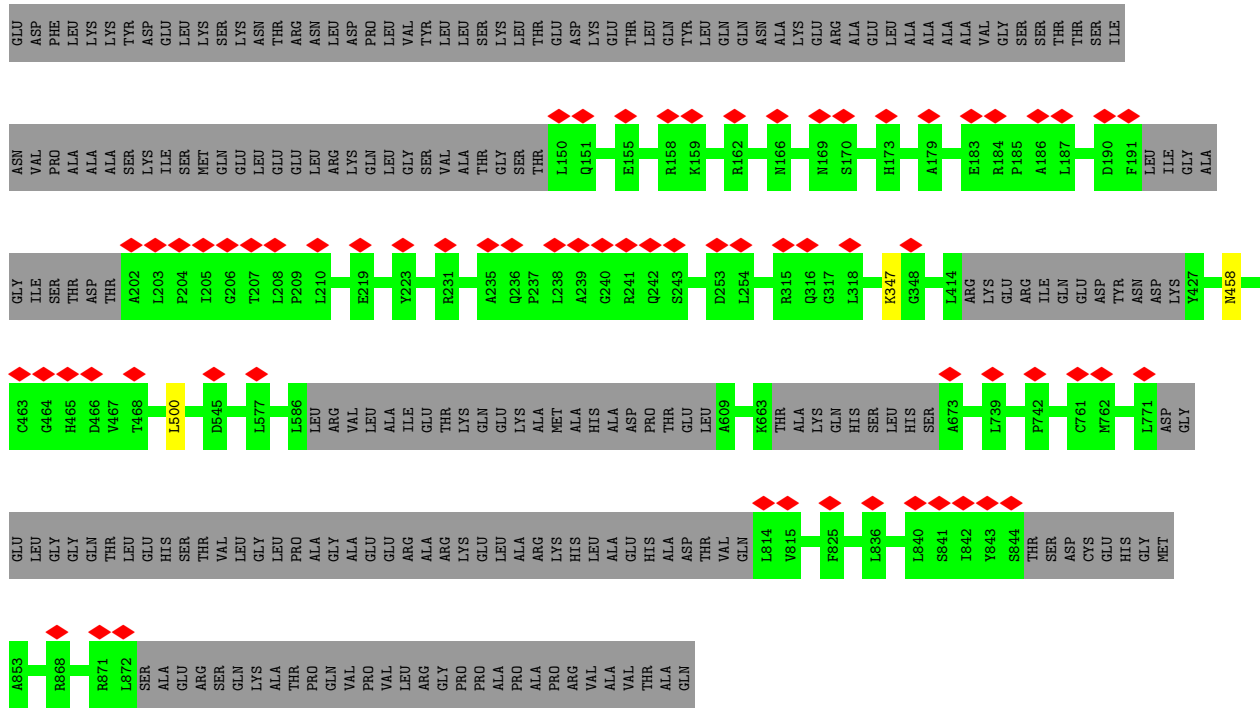 GLU ASP PHE LEU LYS LYS TYR ASP GLU LEU LYS SER LYS ASN THR ARG ASN LEU ASP PRO LEU VAL TYR LEU LEU SER LYS LEU THR GLU ASP LYS GLU THR LEU GLN TYR LEU GLN GLN ASN ALA LYS GLU ARG ALA GLU LEU ALA ALA ALA ALA VAL GLY SER SER THR THR SER ILE
ASN VAL PRO ALA ALA ALA SER LYS ILE SER MET GLN GLU LEU GLU GLU LEU ARG LYS GLN LEU GLY SER VAL ALA THR GLY SER THR L150 Q151 E155 R158 K159 R162 N166 N169 S170 H173 A179 E183 R184 P185 A186 L187 D190 F191 LEU ILE GLY ALA
GLY ILE SER THR ASP THR A202 L203 P204 I205 G206 T207 L208 P209 L210 E219 Y223 R231 A235 Q236 P237 L238 A239 G240 R241 Q242 S243 D253 L254 R315 Q316 G317 L318 K347 G348 L414 ARG LYS GLU ARG ILE GLN GLU ASP TYR ASN ASP LYS Y427 N458
C463 G464 H465 D466 V467 T468 L500 D545 L577 L586 LEU ARG VAL LEU ALA ILE GLU THR LYS GLN GLU LYS ALA MET ALA HIS ALA ASP PRO THR GLU LEU A609 K663 THR ALA LYS GLN HIS SER LEU HIS SER A673 L739 P742 C761 M762 L771 ASP GLY
GLU LEU GLY GLY GLN THR LEU GLU HIS SER THR VAL LEU GLY LEU PRO ALA GLY ALA GLU GLU ARG ALA ARG LYS GLU LEU ALA ARG LYS HIS LEU ALA GLU HIS ALA ASP THR VAL GLN L814 V815 F825 L836 L840 S841 I842 Y843 S844 THR SER ASP CYS GLU HIS GLY MET
A853 R868 R871 L872 SER ALA GLU ARG SER GLN LYS ALA THR PRO GLN VAL PRO VAL LEU ARG GLY PRO PRO ALA PRO ALA PRO ARG VAL ALA VAL THR ALA GLN